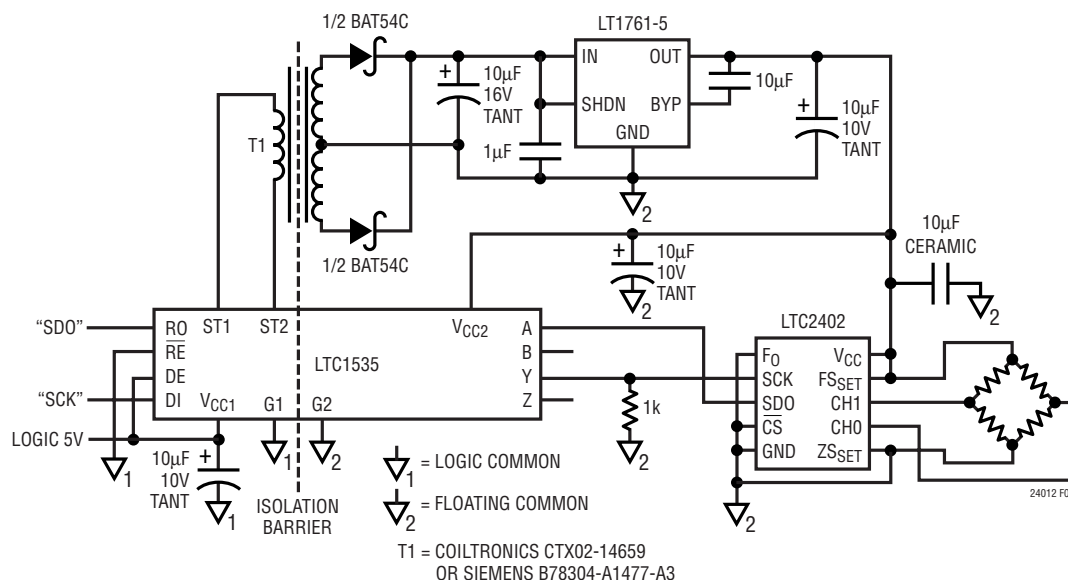 1/2 BAT54C
LT1761-5
IN
OUT
SHDN
BYP
GND
+
10µF
16V
TANT
1µF
10µF
+
10µF
10V
TANT
2
T1
1/2 BAT54C
+
10µF
10V
TANT
2
10µF
CERAMIC
2
"SDO"
"SCK"
LOGIC 5V
RO
RE
DE
DI
ST1
ST2
VCC2
LTC1535
VCC1
G1
G2
A
B
Y
Z
1k
2
LTC2402
FO
SCK
SDO
CS
GND
VCC
FSSET
CH1
CH0
ZSSET
2
1
10µF
10V
TANT
+
1
1
2
ISOLATION
BARRIER
1 = LOGIC COMMON
2 = FLOATING COMMON
T1 = COILTRONICS CTX02-14659
OR SIEMENS B78304-A1477-A3
24012 F0